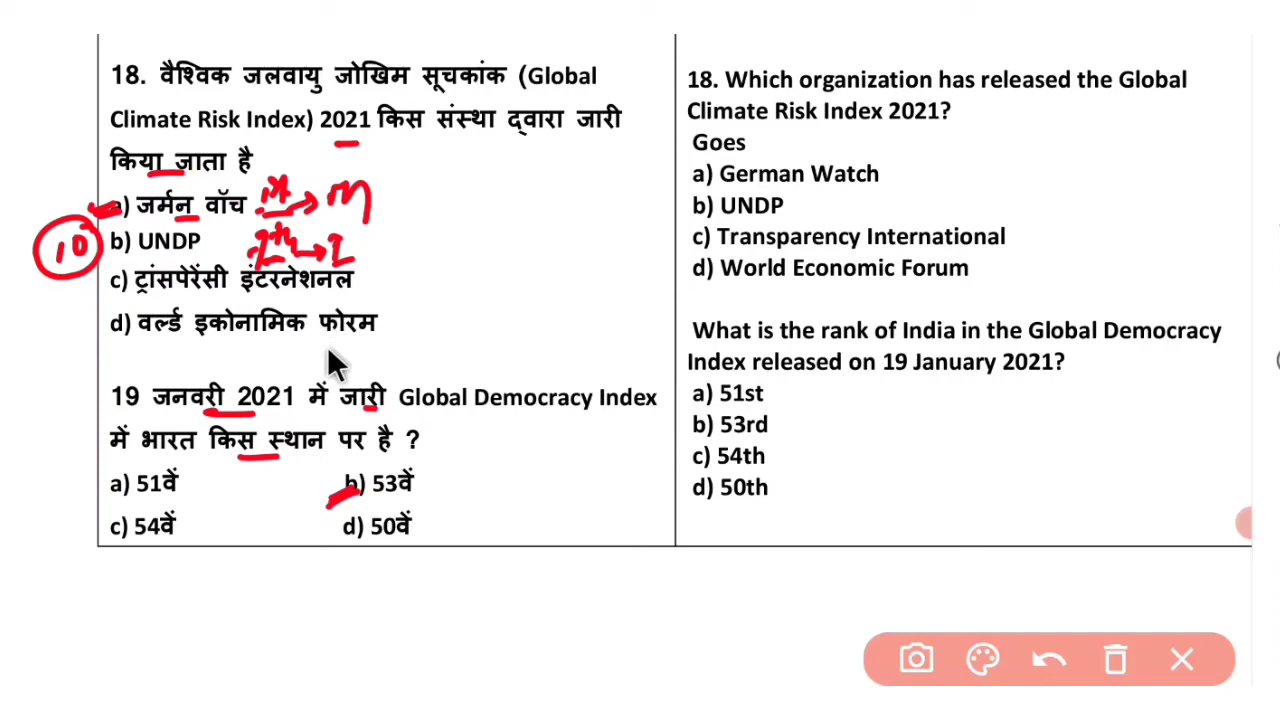 18. वैश्विक जलवायु जोखिम सूचकांक (Global
Climate Risk Index) 2021 किस संस्था द्वारा जारी
किया जाता है
a) जर्मन वॉच
b) UNDP
c) ट्रांसपेरेंसी इंटरनेशनल
d) वर्ल्ड इकोनामिक फोरम
10
19 जनवरी 2021 में जारी Global Democracy Index
में भारत किस स्थान पर है ?
a) 51वें b) 53वें
c) 54वें d) 50वें
18. Which organization has released the Global
Climate Risk Index 2021?
Goes
a) German Watch
b) UNDP
c) Transparency International
d) World Economic Forum
What is the rank of India in the Global Democracy
Index released on 19 January 2021?
a) 51st
b) 53rd
c) 54th
d) 50th